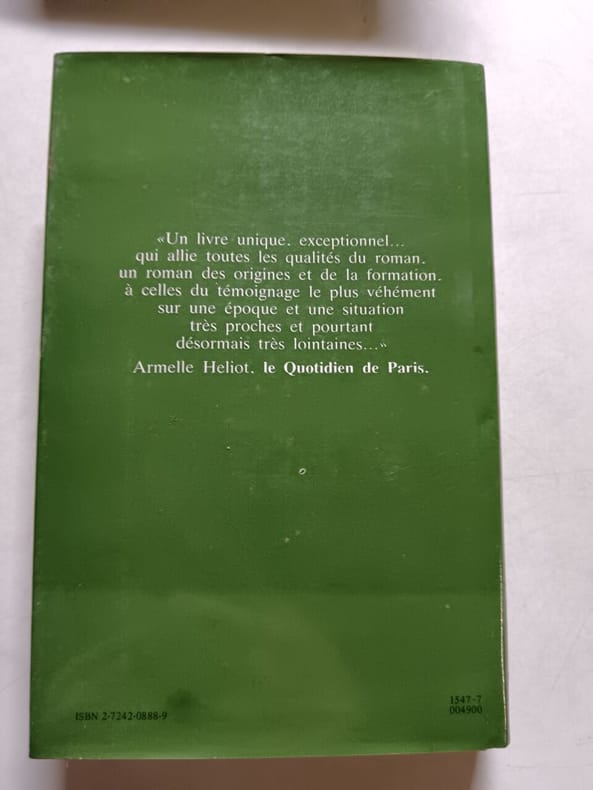 «Un livre unique. exceptionnel...
qui allie toutes les qualités du roman.
un roman des origines et de la formation.
à celles du témoignage le plus véhément
sur une époque et une situation
très proches et pourtant
désormais très lointaines...«
Armelle Heliot. le Quotidien de Paris.
ISBN 2-7242-0888-9
1547-7
004900